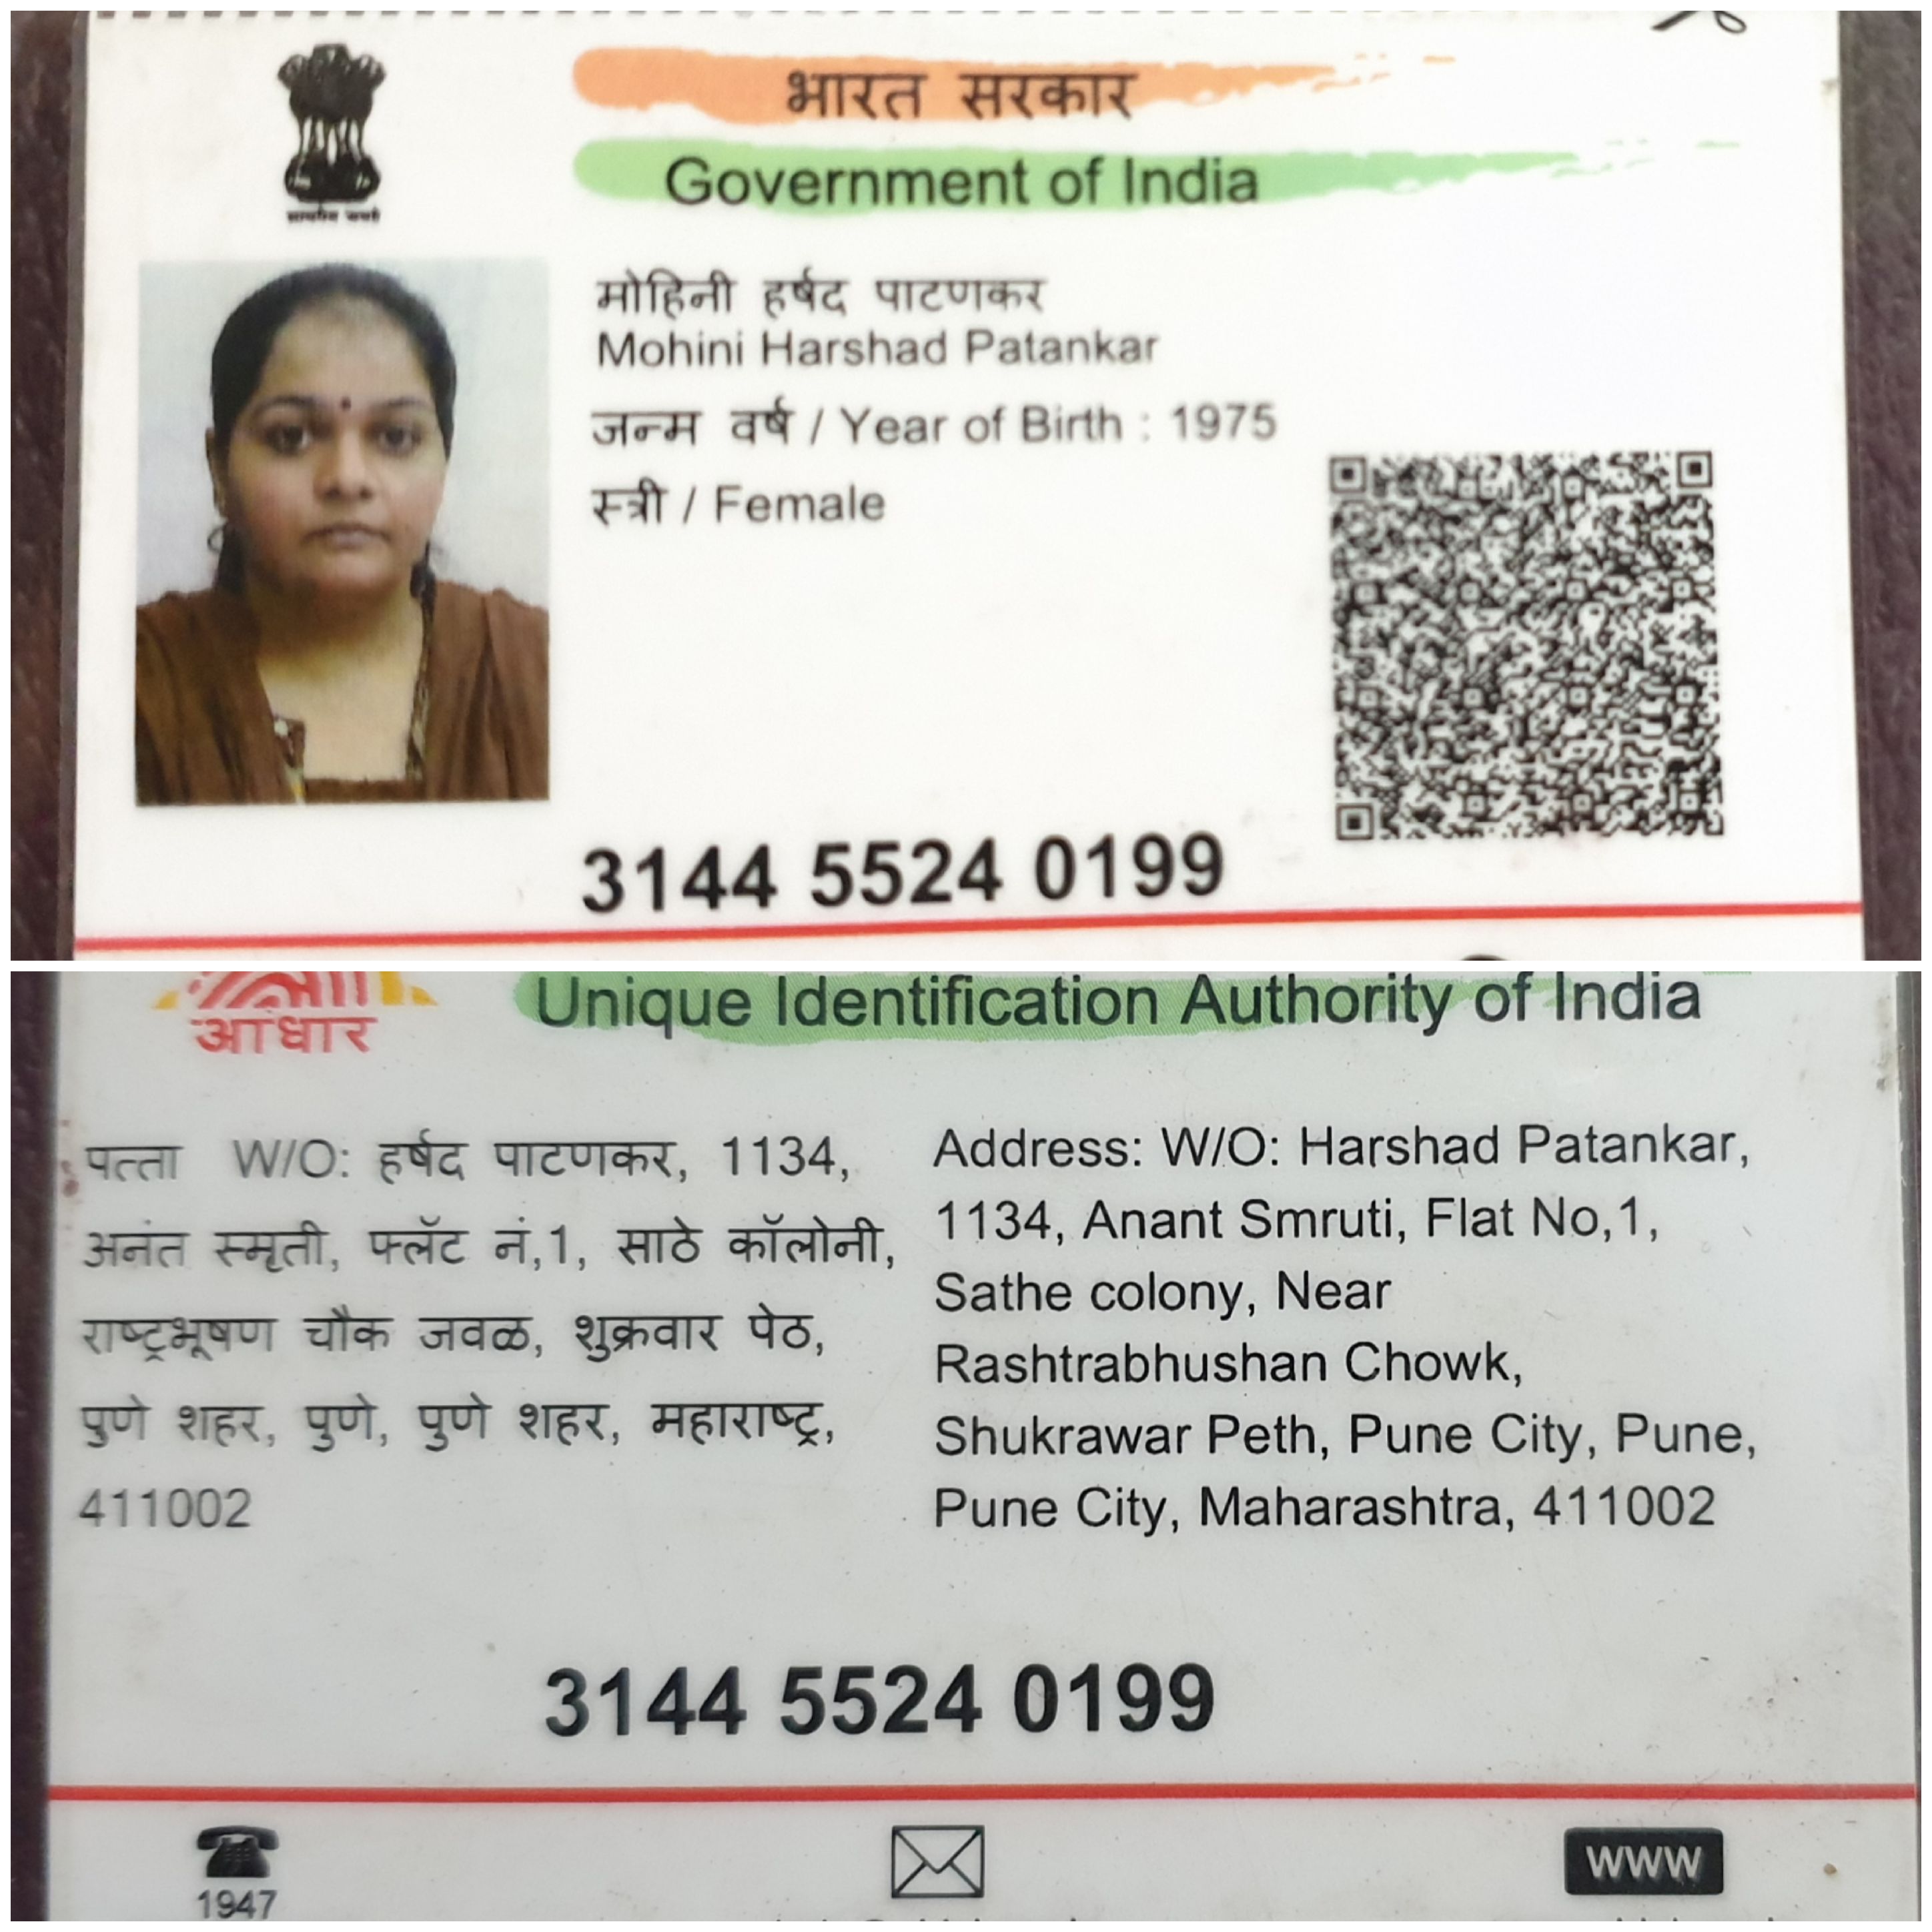 भारत सरकार
Government of India
मोहिनी हर्षद पाटणकर
Mohini Harshad Patankar
जन्म वर्ष / Year of Birth : 1975
स्त्री / Female
3144 5524 0199
आधार
Unique Identification Authority of India
पत्ता W/O: हर्षद पाटणकर, 1134,
अनंत स्मृती, फ्लॅट नं,1, साठे कॉलोनी,
राष्ट्रभूषण चौक जवळ, शुक्रवार पेठ,
पुणे शहर, पुणे, पुणे शहर, महाराष्ट्र,
411002
Address: W/O: Harshad Patankar,
1134, Anant Smruti, Flat No,1,
Sathe colony, Near
Rashtrabhushan Chowk,
Shukrawar Peth, Pune City, Pune,
Pune City, Maharashtra, 411002
3144 5524 0199
1947
www